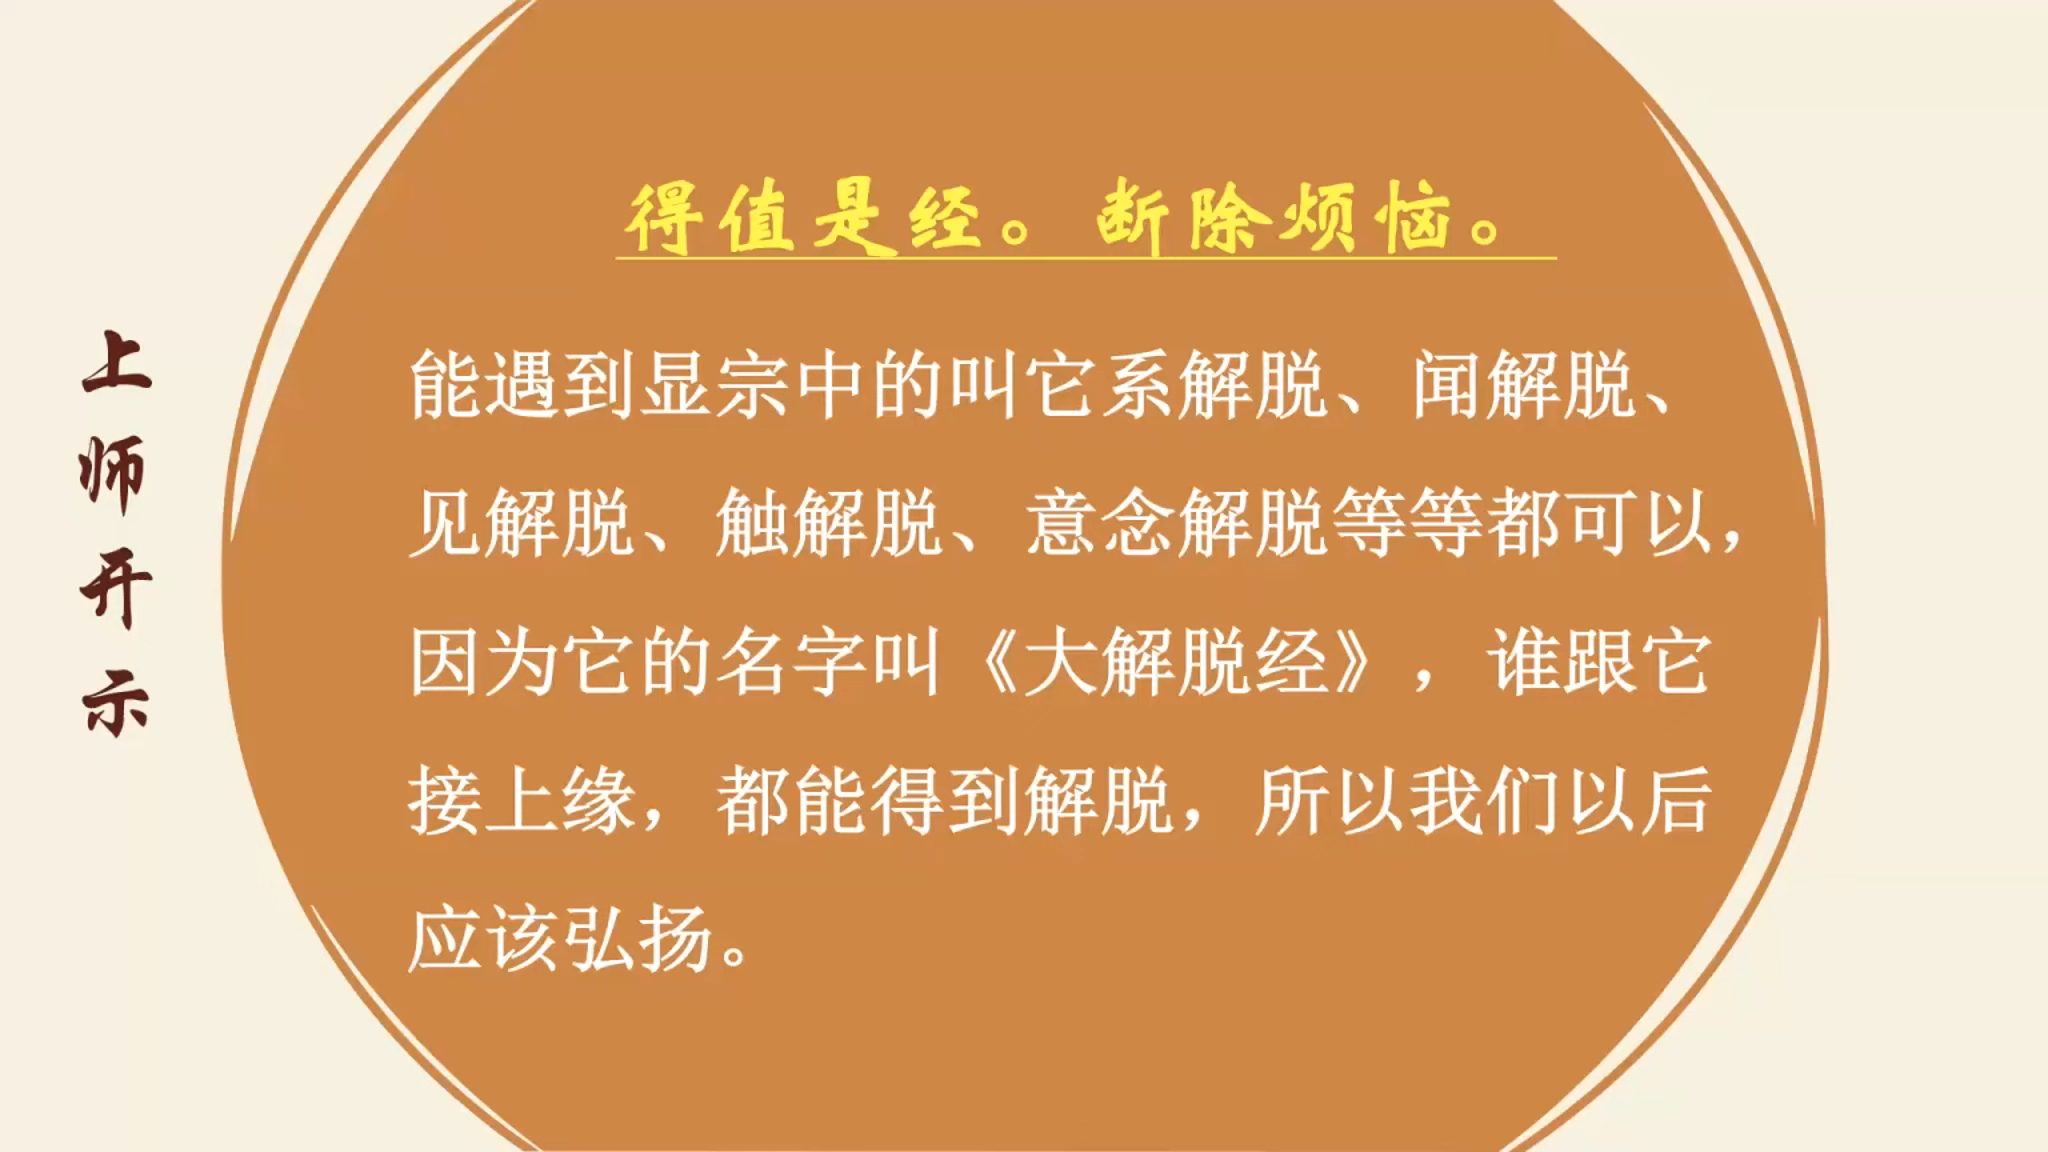 上师开示
得值是经。断除烦恼。
能遇到显宗中的叫它系解脱、闻解脱、
见解脱、触解脱、意念解脱等等都可以，
因为它的名字叫《大解脱经》，谁跟它
接上缘，都能得到解脱，所以我们以后
应该弘扬。